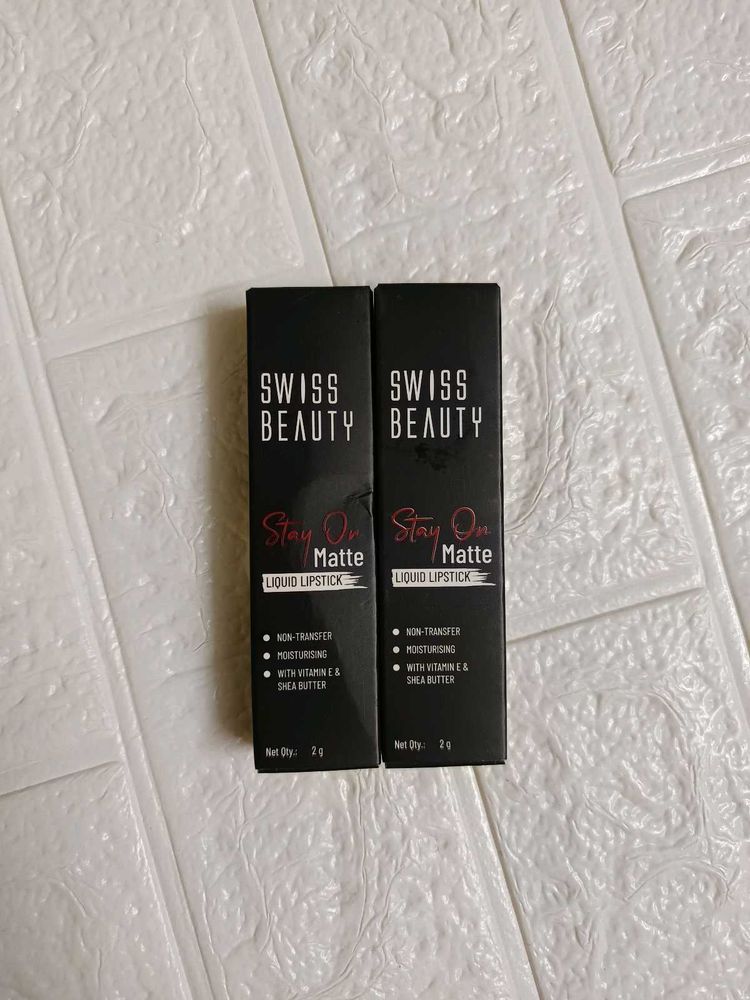 SWISS
BEAUTY
Stay On
Matte
LIQUID LIPSTICK
NON-TRANSFER
MOISTURISING
WITH VITAMIN E &
SHEA BUTTER
Net Qty.: 2 g
SWISS
BEAUTY
Stay On
Matte
LIQUID LIPSTICK
NON-TRANSFER
MOISTURISING
WITH VITAMIN E &
SHEA BUTTER
Net Qty.: 2 g